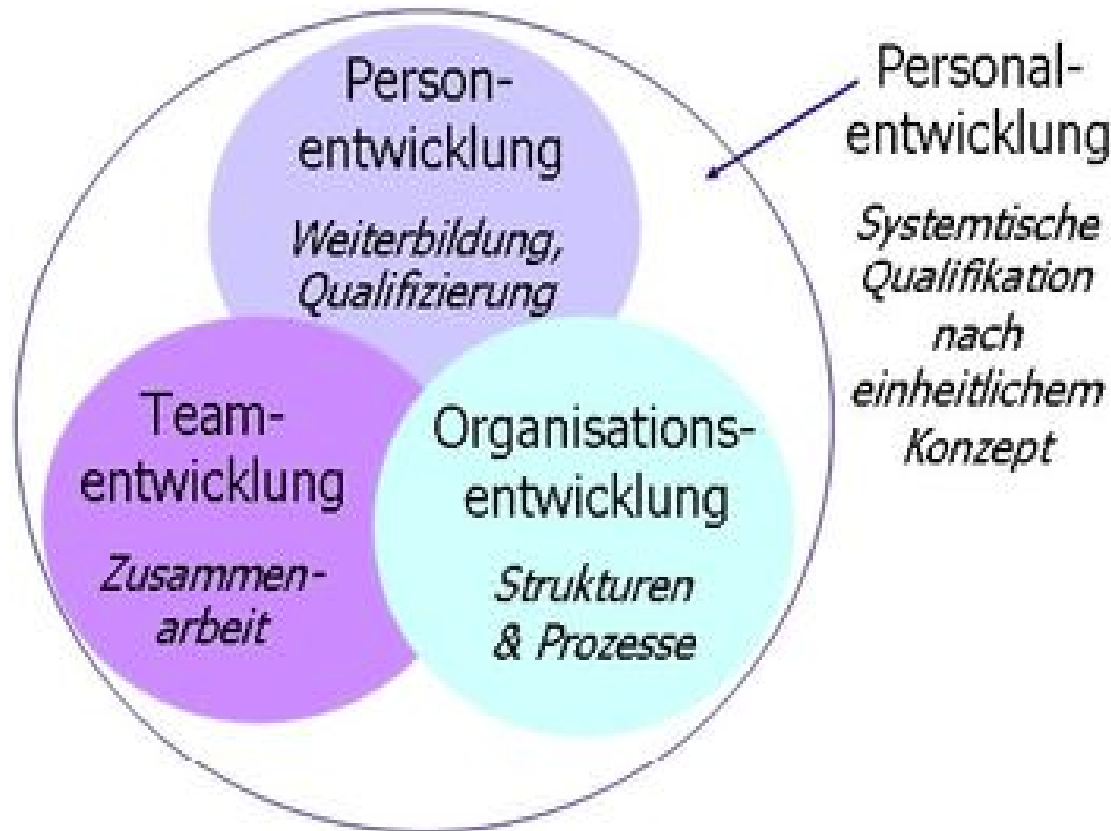 Person-
entwicklung
Weiterbildung,
Qualifizierung
Team-
entwicklung
Zusammen-
arbeit
Organisations-
entwicklung
Strukturen
& Prozesse
Personal-
entwicklung
Systemtische
Qualifikation
nach
einheitlichem
Konzept